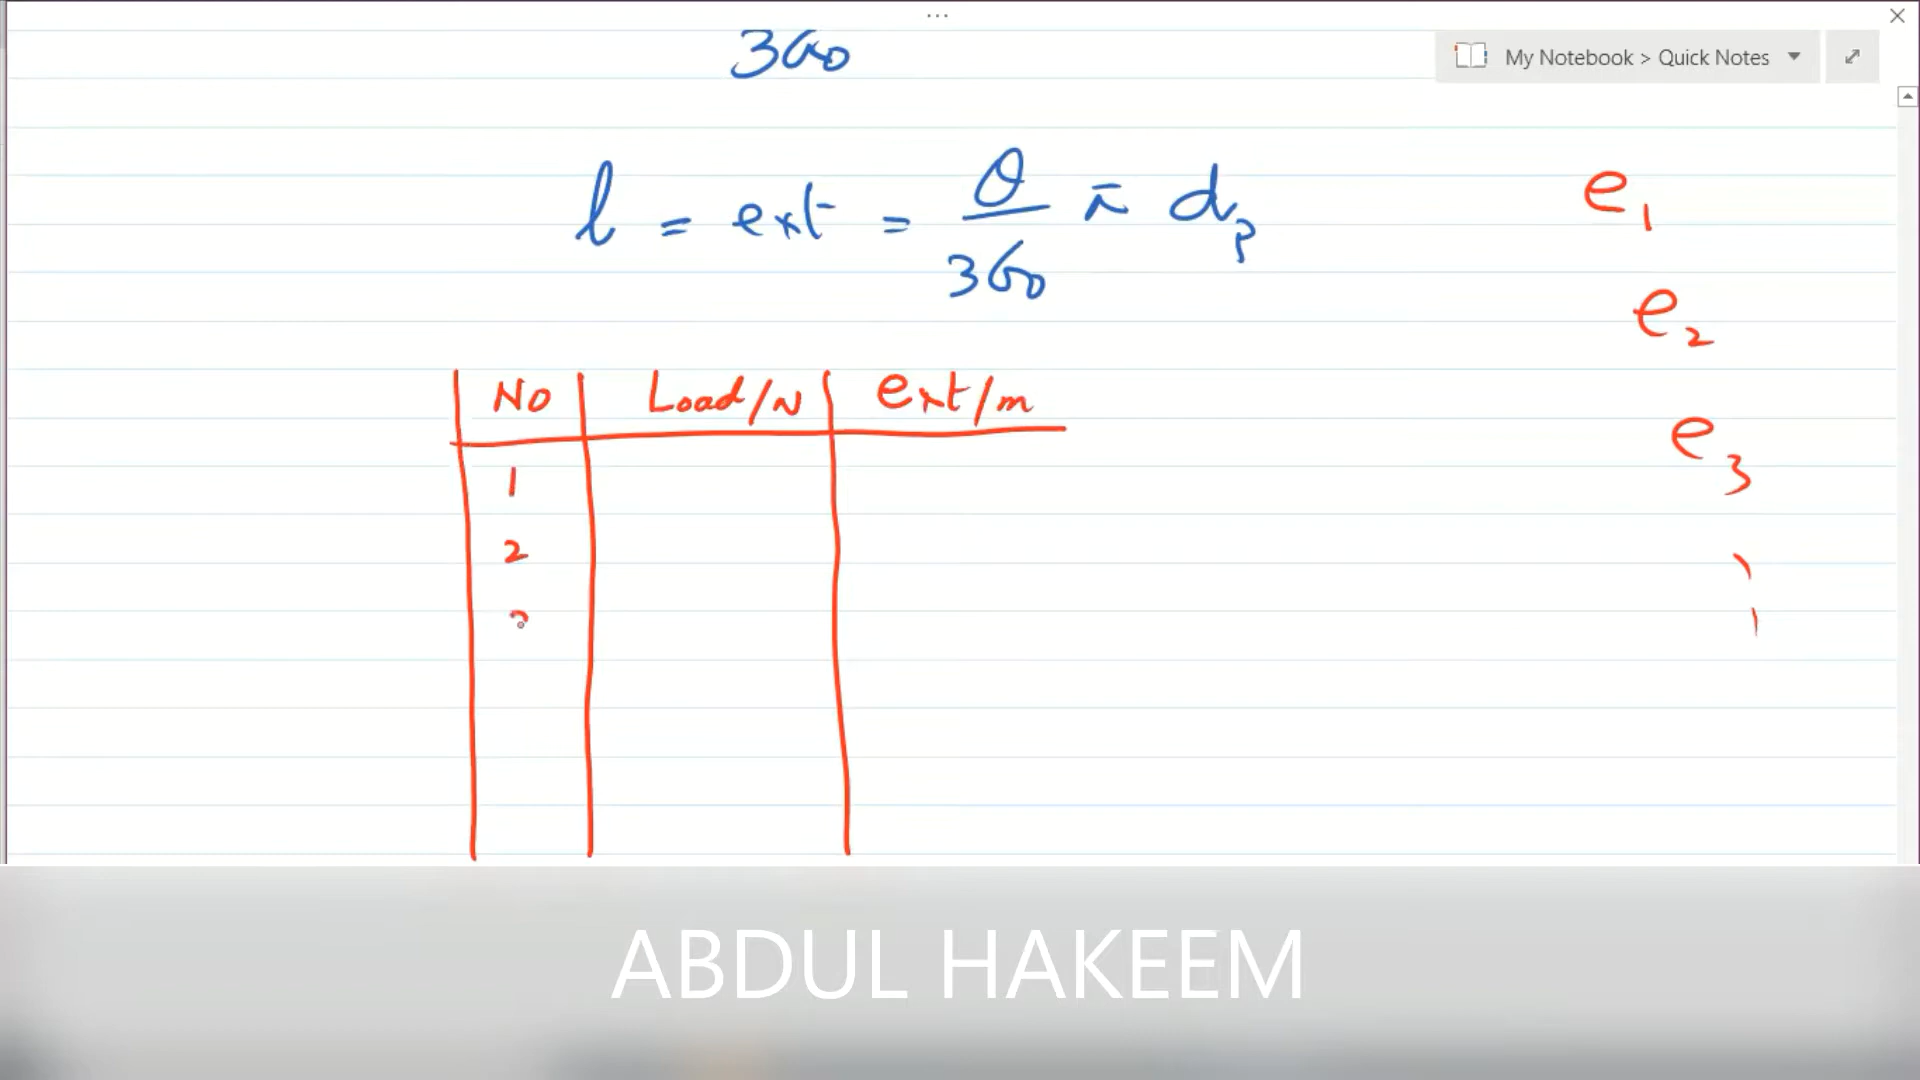 360
My Notebook > Quick Notes
l = ext = θ/360 π dp
e1
e2
e3
No Load/N ext/m
1
2
ABDUL HAKEEM